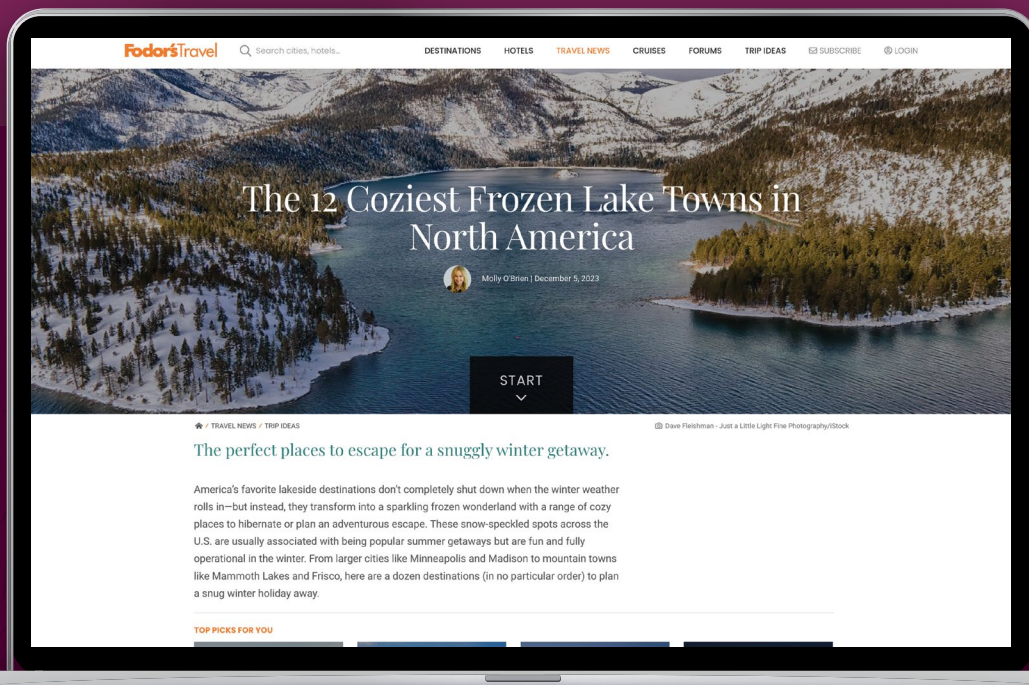 Fodor'sTravel
Search cities, hotels...
DESTINATIONS
HOTELS
TRAVEL NEWS
CRUISES
FORUMS
TRIP IDEAS
SUBSCRIBE
LOGIN
The 12 Coziest Frozen Lake Towns in
North America
Molly O'Brien | December 5, 2023
START
/ TRAVEL NEWS / TRIP IDEAS
Dave Fleishman - Just a Little Light Fine Photography/iStock
The perfect places to escape for a snuggly winter getaway.
America's favorite lakeside destinations don't completely shut down when the winter weather
rolls in—but instead, they transform into a sparkling frozen wonderland with a range of cozy
places to hibernate or plan an adventurous escape. These snow-speckled spots across the
U.S. are usually associated with being popular summer getaways but are fun and fully
operational in the winter. From larger cities like Minneapolis and Madison to mountain towns
like Mammoth Lakes and Frisco, here are a dozen destinations (in no particular order) to plan
a snug winter holiday away.
TOP PICKS FOR YOU